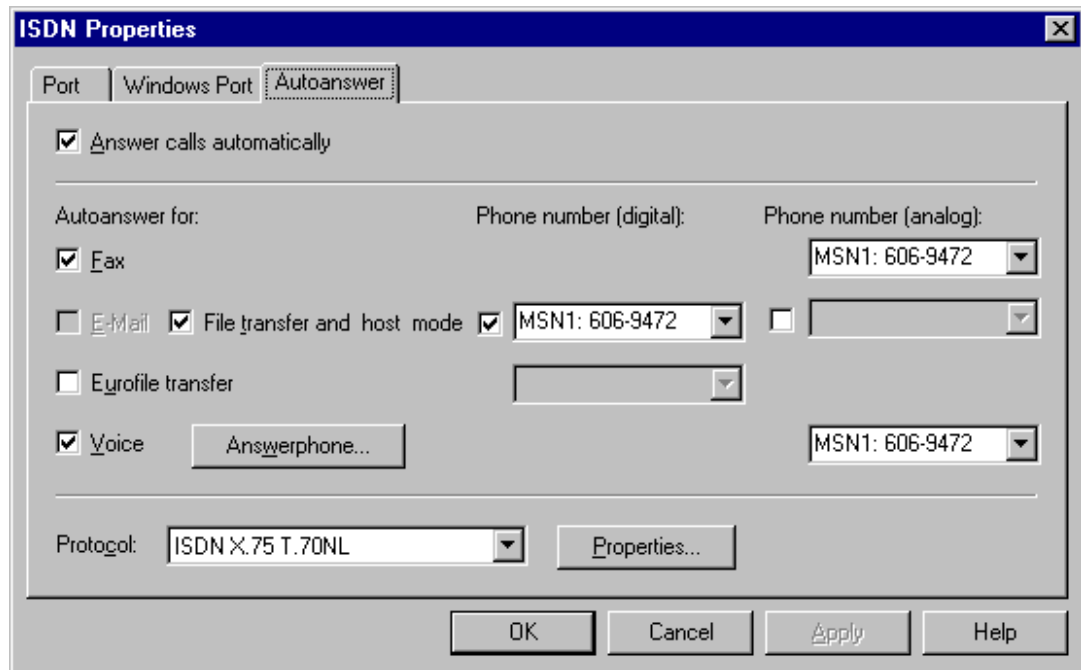 ISDN Properties
Port Windows Port Autoanswer
Answer calls automatically
Autoanswer for: Phone number (digital): Phone number (analog):
Fax MSN1: 606-9472
E-Mail File transfer and host mode MSN1: 606-9472
Eurofile transfer
Voice Answerphone... MSN1: 606-9472
Protocol: ISDN X.75 T.70NL Properties...
OK Cancel Apply Help